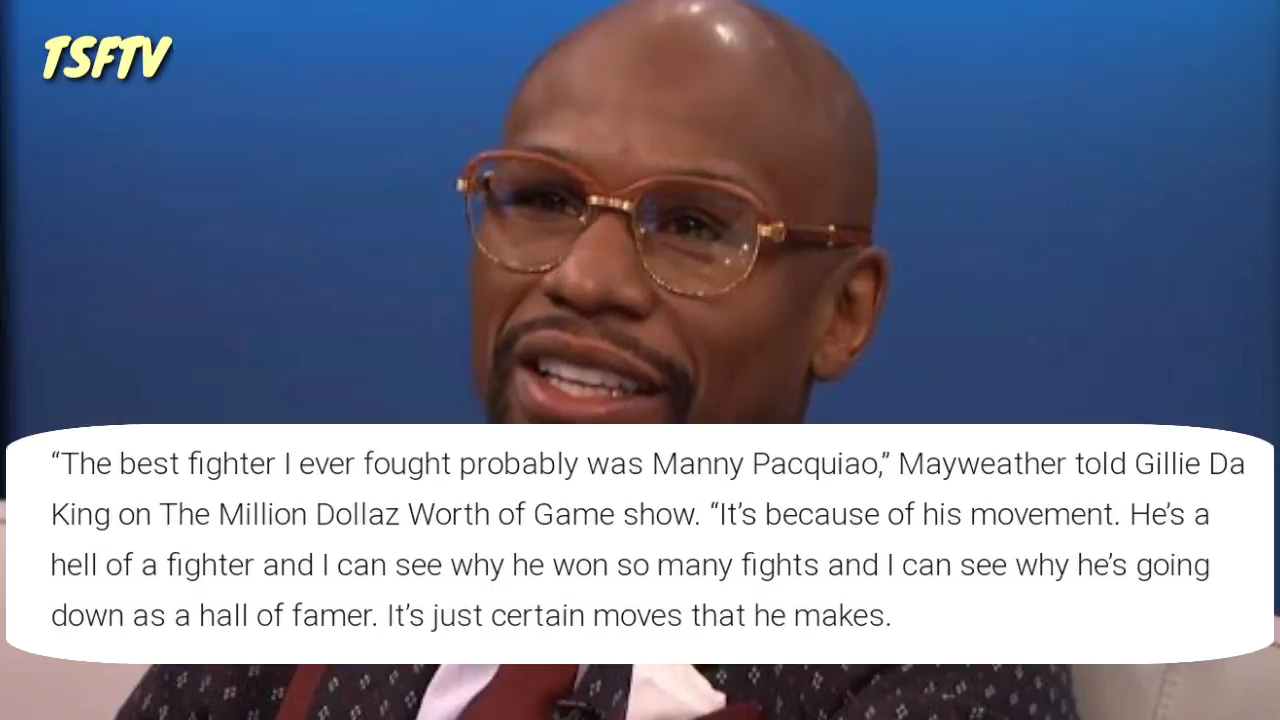 TSFTV
“The best fighter I ever fought probably was Manny Pacquiao,” Mayweather told Gillie Da
King on The Million Dollaz Worth of Game show. “It’s because of his movement. He’s a
hell of a fighter and I can see why he won so many fights and I can see why he’s going
down as a hall of famer. It’s just certain moves that he makes.